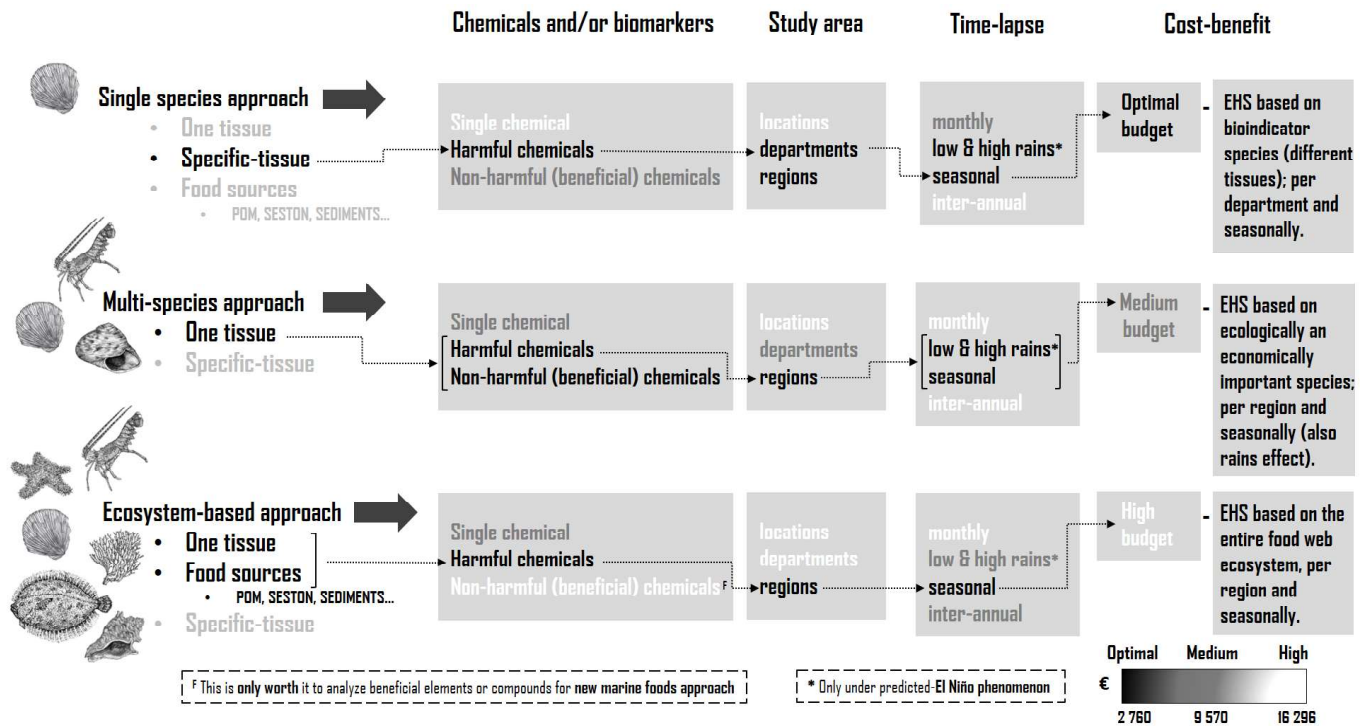 Chemicals and/or biomarkers
Study area
Time-lapse
Cost-benefit
Single species approach
• One tissue
• Specific-tissue
• Food sources
• POM, SESTON, SEDIMENTS...
Single chemical
Harmful chemicals
Non-harmful (beneficial) chemicals
locations
departments
regions
monthly
low & high rains*
seasonal
inter-annual
Optimal
budget
-
EHS based on
bioindicator
species (different
tissues); per
department and
seasonally.
Multi-species approach
• One tissue
• Specific-tissue
Single chemical
Harmful chemicals
Non-harmful (beneficial) chemicals
locations
departments
regions
monthly
low & high rains*
seasonal
inter-annual
Medium
budget
-
EHS based on
ecologically an
economically
important species;
per region and
seasonally (also
rains effect).
Ecosystem-based approach
• One tissue
• Food sources
• POM, SESTON, SEDIMENTS...
• Specific-tissue
Single chemical
Harmful chemicals
Non-harmful (beneficial) chemicals F
locations
departments
regions
monthly
low & high rains*
seasonal
inter-annual
High
budget
-
EHS based on the
entire food web
ecosystem, per
region and
seasonally.
F This is only worth it to analyze beneficial elements or compounds for new marine foods approach
* Only under predicted-El Niño phenomenon
Optimal Medium High
€
2 760 9 570 16 296